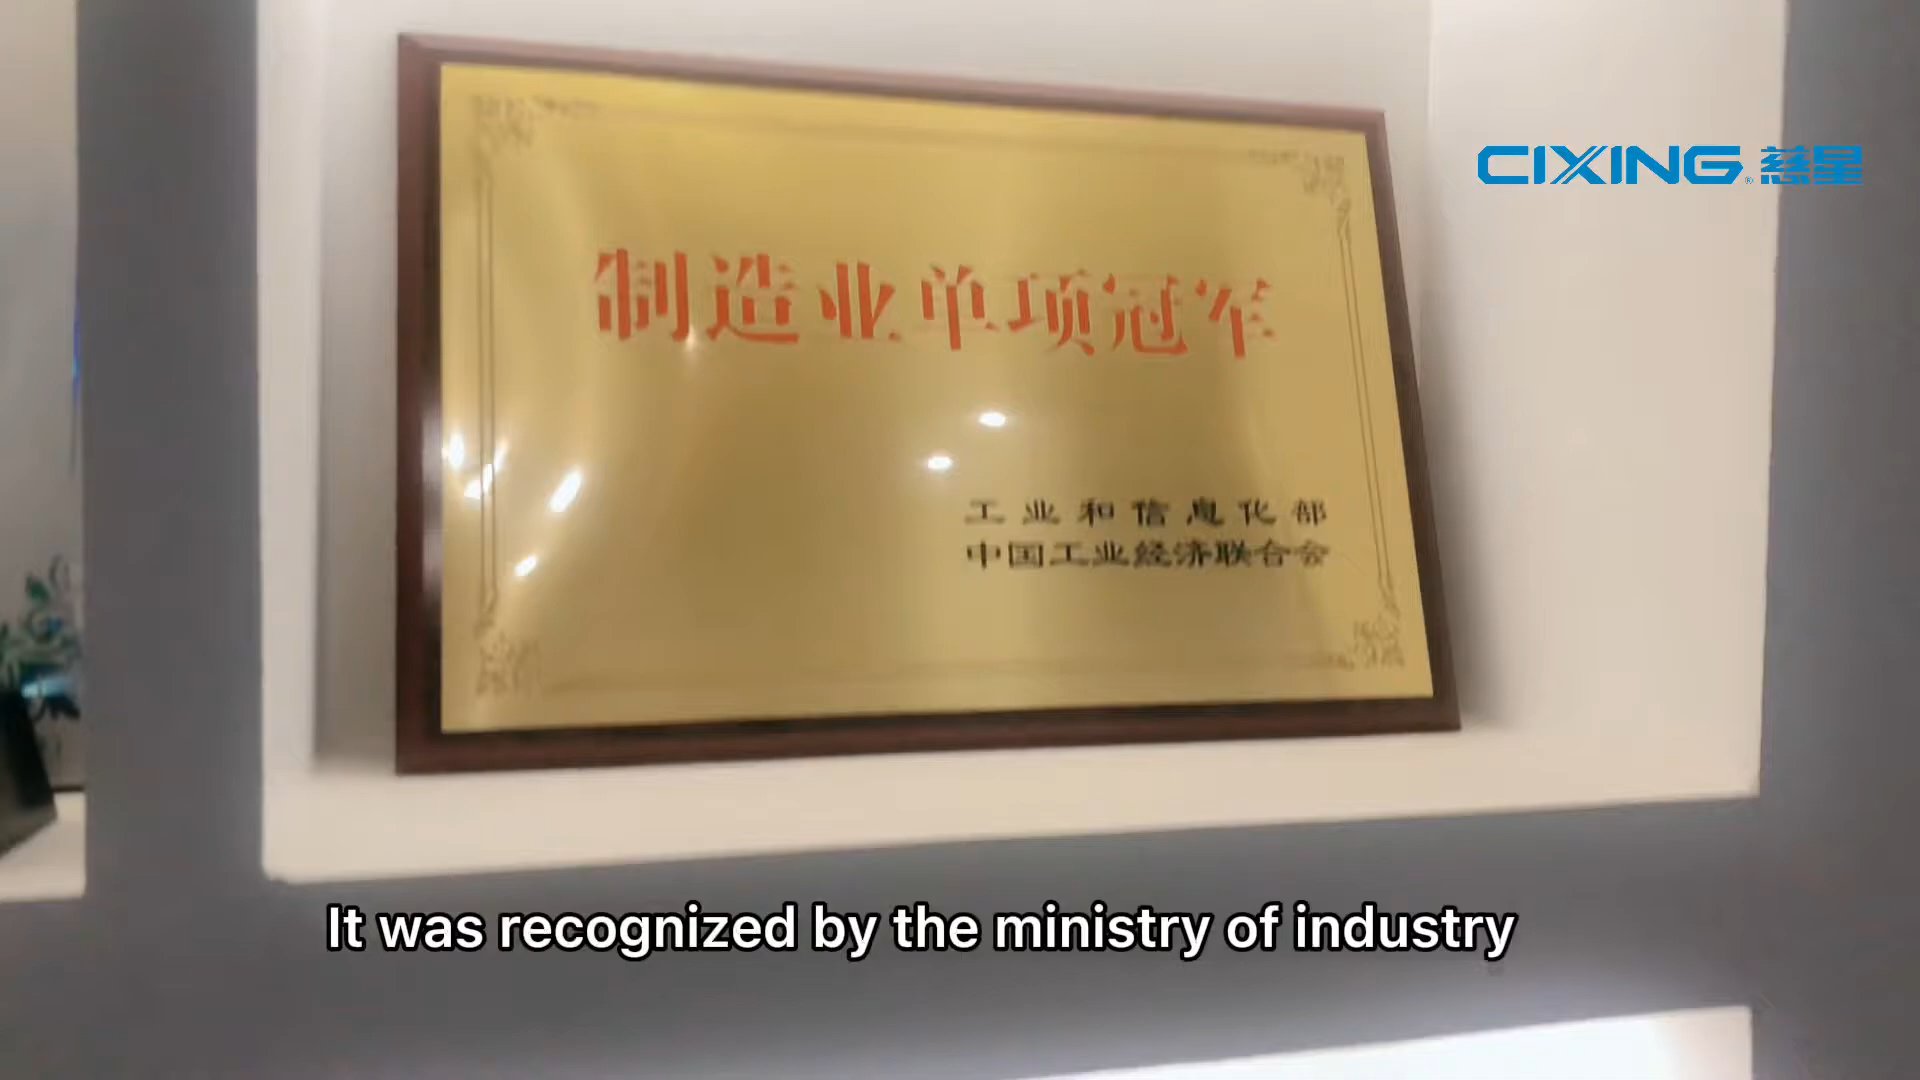 CIXING® 慈星
制造业单项冠军
工业和信息化部
中国工业经济联合会
It was recognized by the ministry of industry